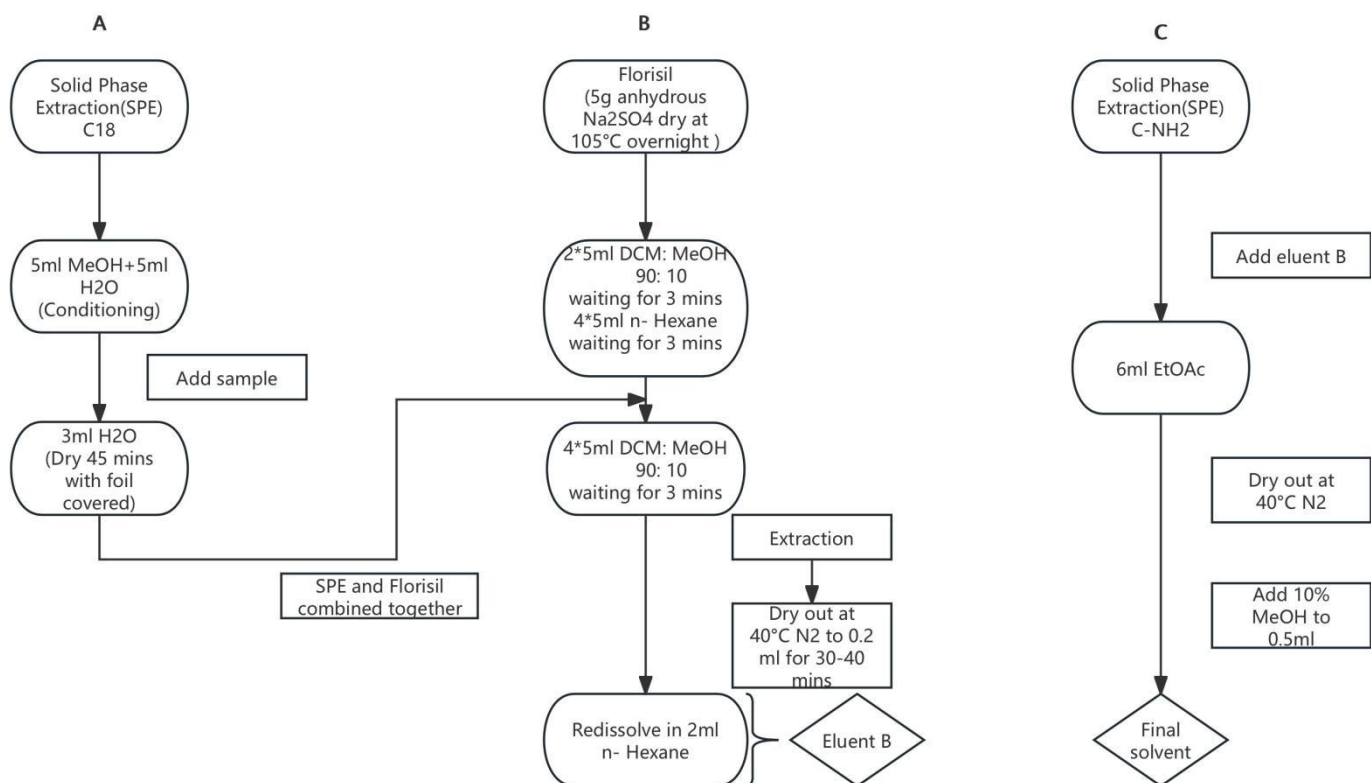 A
Solid Phase
Extraction(SPE)
C18
5ml MeOH+5ml
H2O
(Conditioning)
Add sample
3ml H2O
(Dry 45 mins
with foil
covered)
SPE and Florisil
combined together
B
Florisil
(5g anhydrous
Na2SO4 dry at
105°C overnight )
2*5ml DCM: MeOH
90: 10
waiting for 3 mins
4*5ml n- Hexane
waiting for 3 mins
4*5ml DCM: MeOH
90: 10
waiting for 3 mins
Extraction
Dry out at
40°C N2 to 0.2
ml for 30-40
mins
Redissolve in 2ml
n- Hexane
Eluent B
C
Solid Phase
Extraction(SPE)
C-NH2
Add eluent B
6ml EtOAc
Dry out at
40°C N2
Add 10%
MeOH to
0.5ml
Final
solvent